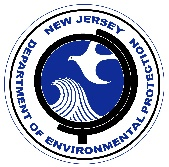 NEW JERSEY
DEPARTMENT OF ENVIRONMENTAL PROTECTION